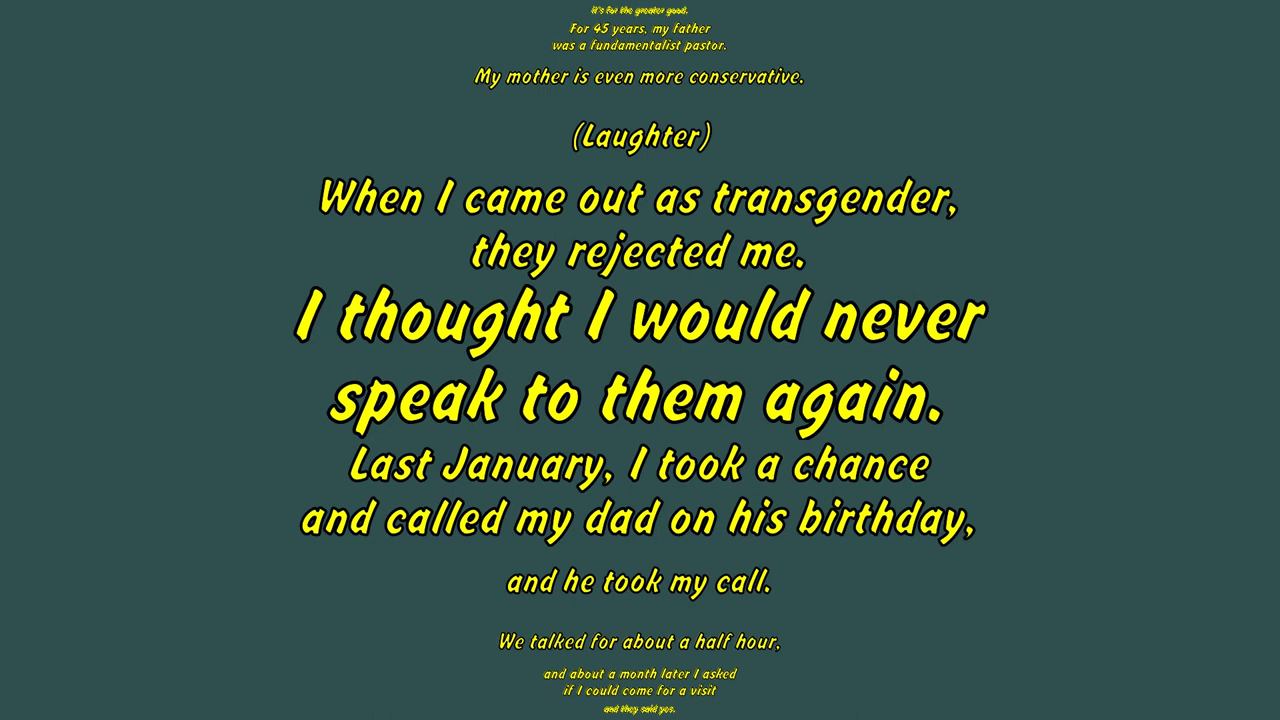 It's for the greater good.
For 45 years, my father
was a fundamentalist pastor.
My mother is even more conservative.
(Laughter)
When I came out as transgender,
they rejected me.
I thought I would never
speak to them again.
Last January, I took a chance
and called my dad on his birthday,
and he took my call.
We talked for about a half hour,
and about a month later I asked
if I could come for a visit
and they said yes.